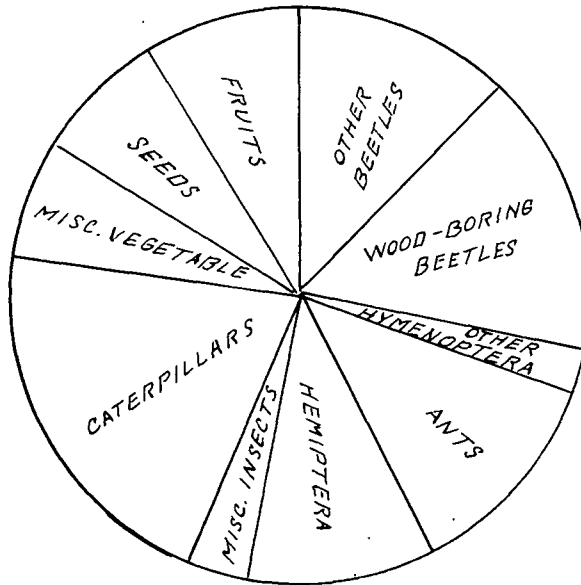 FRUITS
OTHER
BEETLES
SEEDS
WOOD-BORING
BEETLES
MISC. VEGETABLE
OTHER
HYMENOPTERA
CATERPILLARS
ANTS
MISC. INSECTS
HEMIPTERA